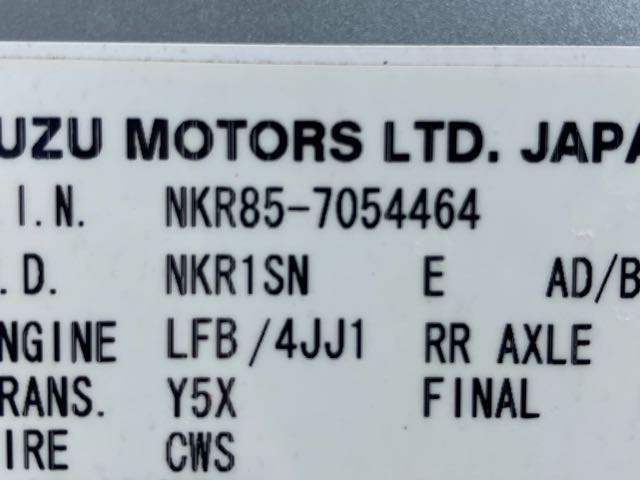 UZU MOTORS LTD. JAPA
.I.N. NKR85-7054464
.D. NKR1SN E AD/B
NGINE LFB/4JJ1 RR AXLE
RANS. Y5X FINAL
IRE CWS